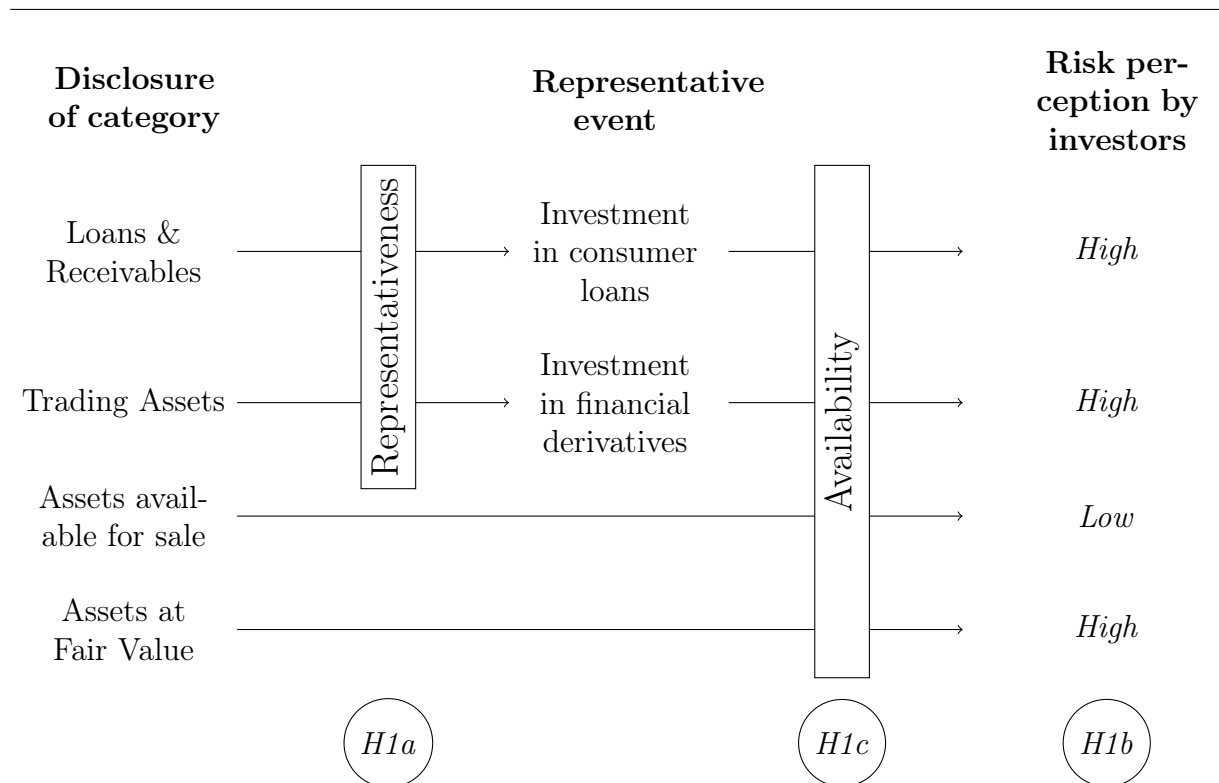 Disclosure
of category
Representative
event
Risk per-
ception by
investors
Loans &
Receivables
Representativeness
Investment
in consumer
loans
Availability
High
Trading Assets
Investment
in financial
derivatives
High
Assets avail-
able for sale
Low
Assets at
Fair Value
High
H1a
H1c
H1b